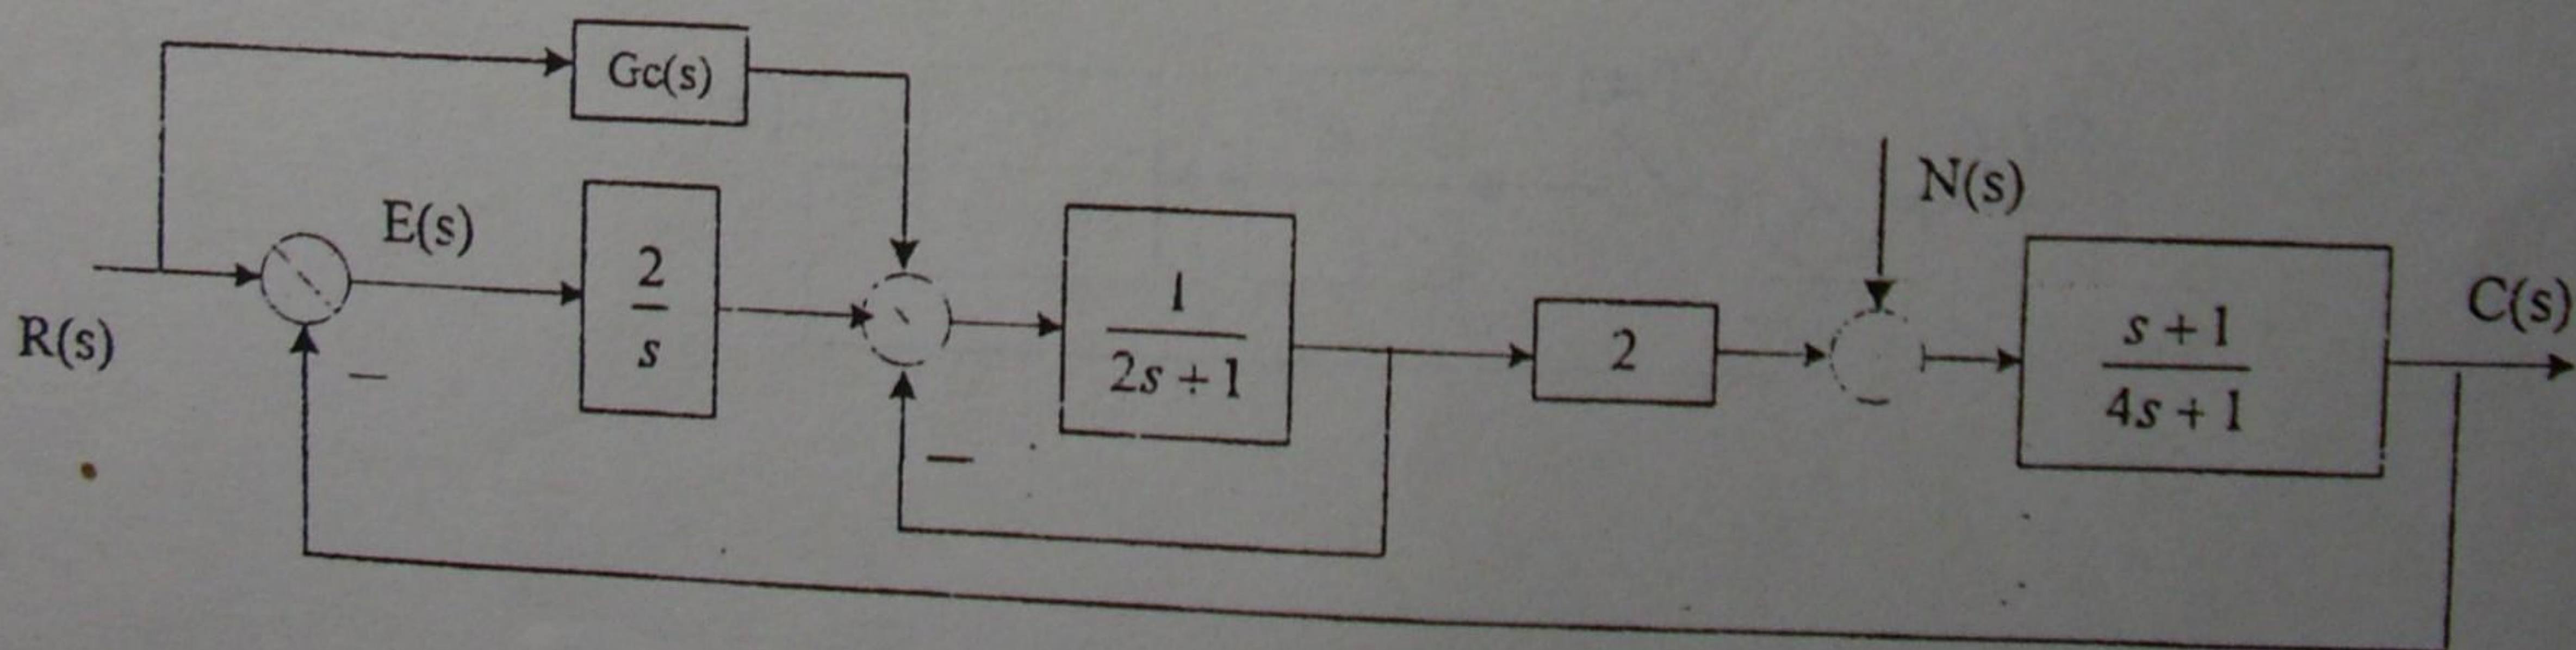 Gc(s)
N(s)
E(s)
2
s
1
2s + 1
2
s + 1
4s + 1
C(s)
R(s)
−
−